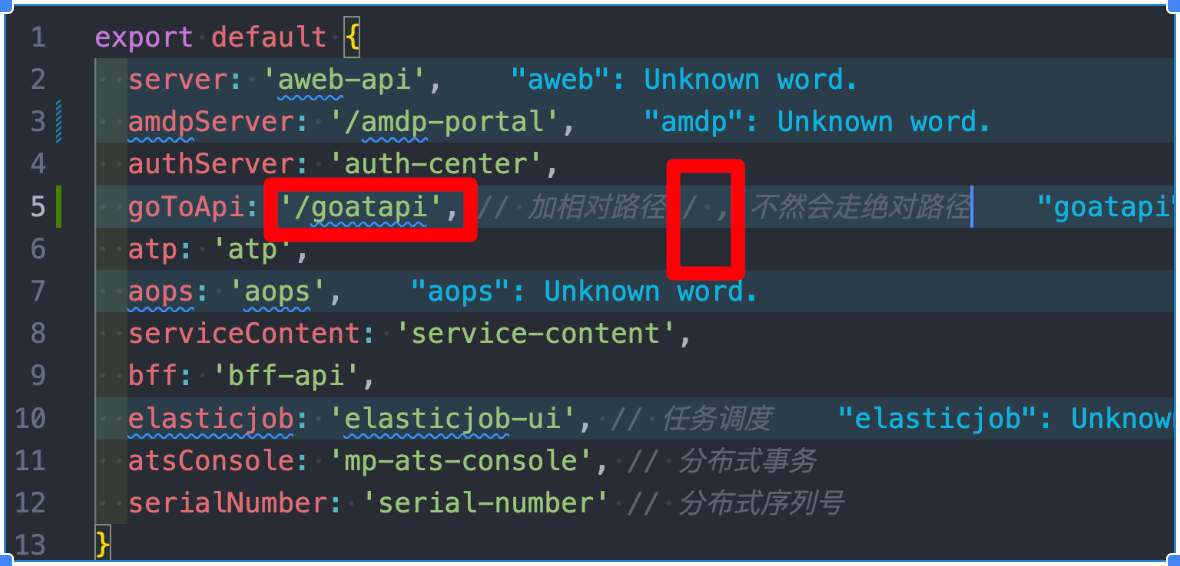 1 export default {
2 server: 'aweb-api', "aweb": Unknown word.
3 amdpServer: '/amdp-portal', "amdp": Unknown word.
4 authServer: 'auth-center',
5 goToApi: '/goatapi', // 加相对路径 / , 不然会走绝对路径 "goatapi"
6 atp: 'atp',
7 aops: 'aops', "aops": Unknown word.
8 serviceContent: 'service-content',
9 bff: 'bff-api',
10 elasticjob: 'elasticjob-ui', // 任务调度 "elasticjob": Unknown
11 atsConsole: 'mp-ats-console', // 分布式事务
12 serialNumber: 'serial-number' // 分布式序列号
13 }